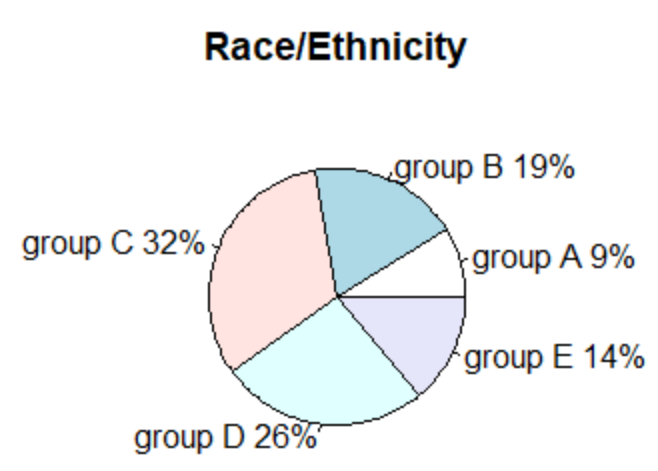 Race/Ethnicity
group B 19%
group C 32%
group A 9%
group E 14%
group D 26%